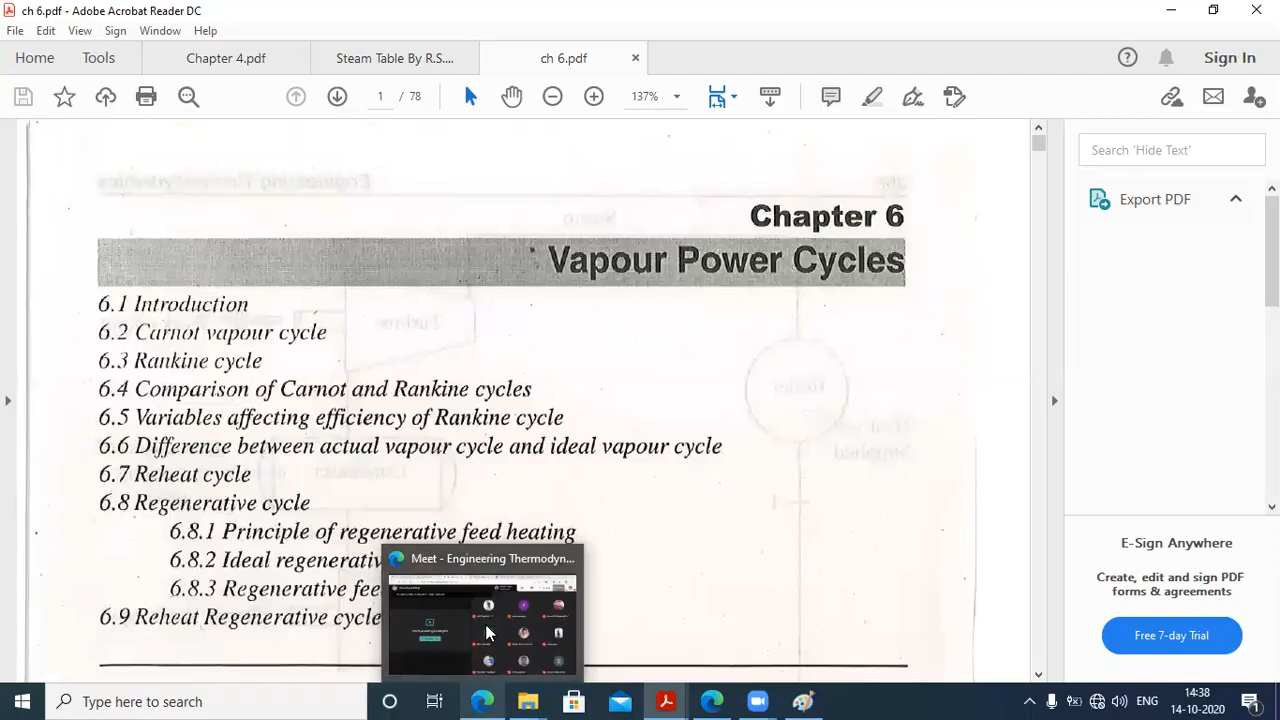 ch 6.pdf - Adobe Acrobat Reader DC
File Edit View Sign Window Help
Home Tools Chapter 4.pdf Steam Table By R.S.... ch 6.pdf × Sign In
1 / 78 137%
Search 'Hide Text'
Export PDF
Chapter 6
Vapour Power Cycles
6.1 Introduction
6.2 Carnot vapour cycle
6.3 Rankine cycle
6.4 Comparison of Carnot and Rankine cycles
6.5 Variables affecting efficiency of Rankine cycle
6.6 Difference between actual vapour cycle and ideal vapour cycle
6.7 Reheat cycle
6.8 Regenerative cycle
6.8.1 Principle of regenerative feed heating
6.8.2 Ideal regenerati
6.8.3 Regenerative fee
6.9 Reheat Regenerative cycle
Meet - Engineering Thermodyn...
E-Sign Anywhere
Complete, edit and sign PDF
forms & agreements
Free 7-day Trial
Type here to search
ENG
14:38
14-10-2020
1